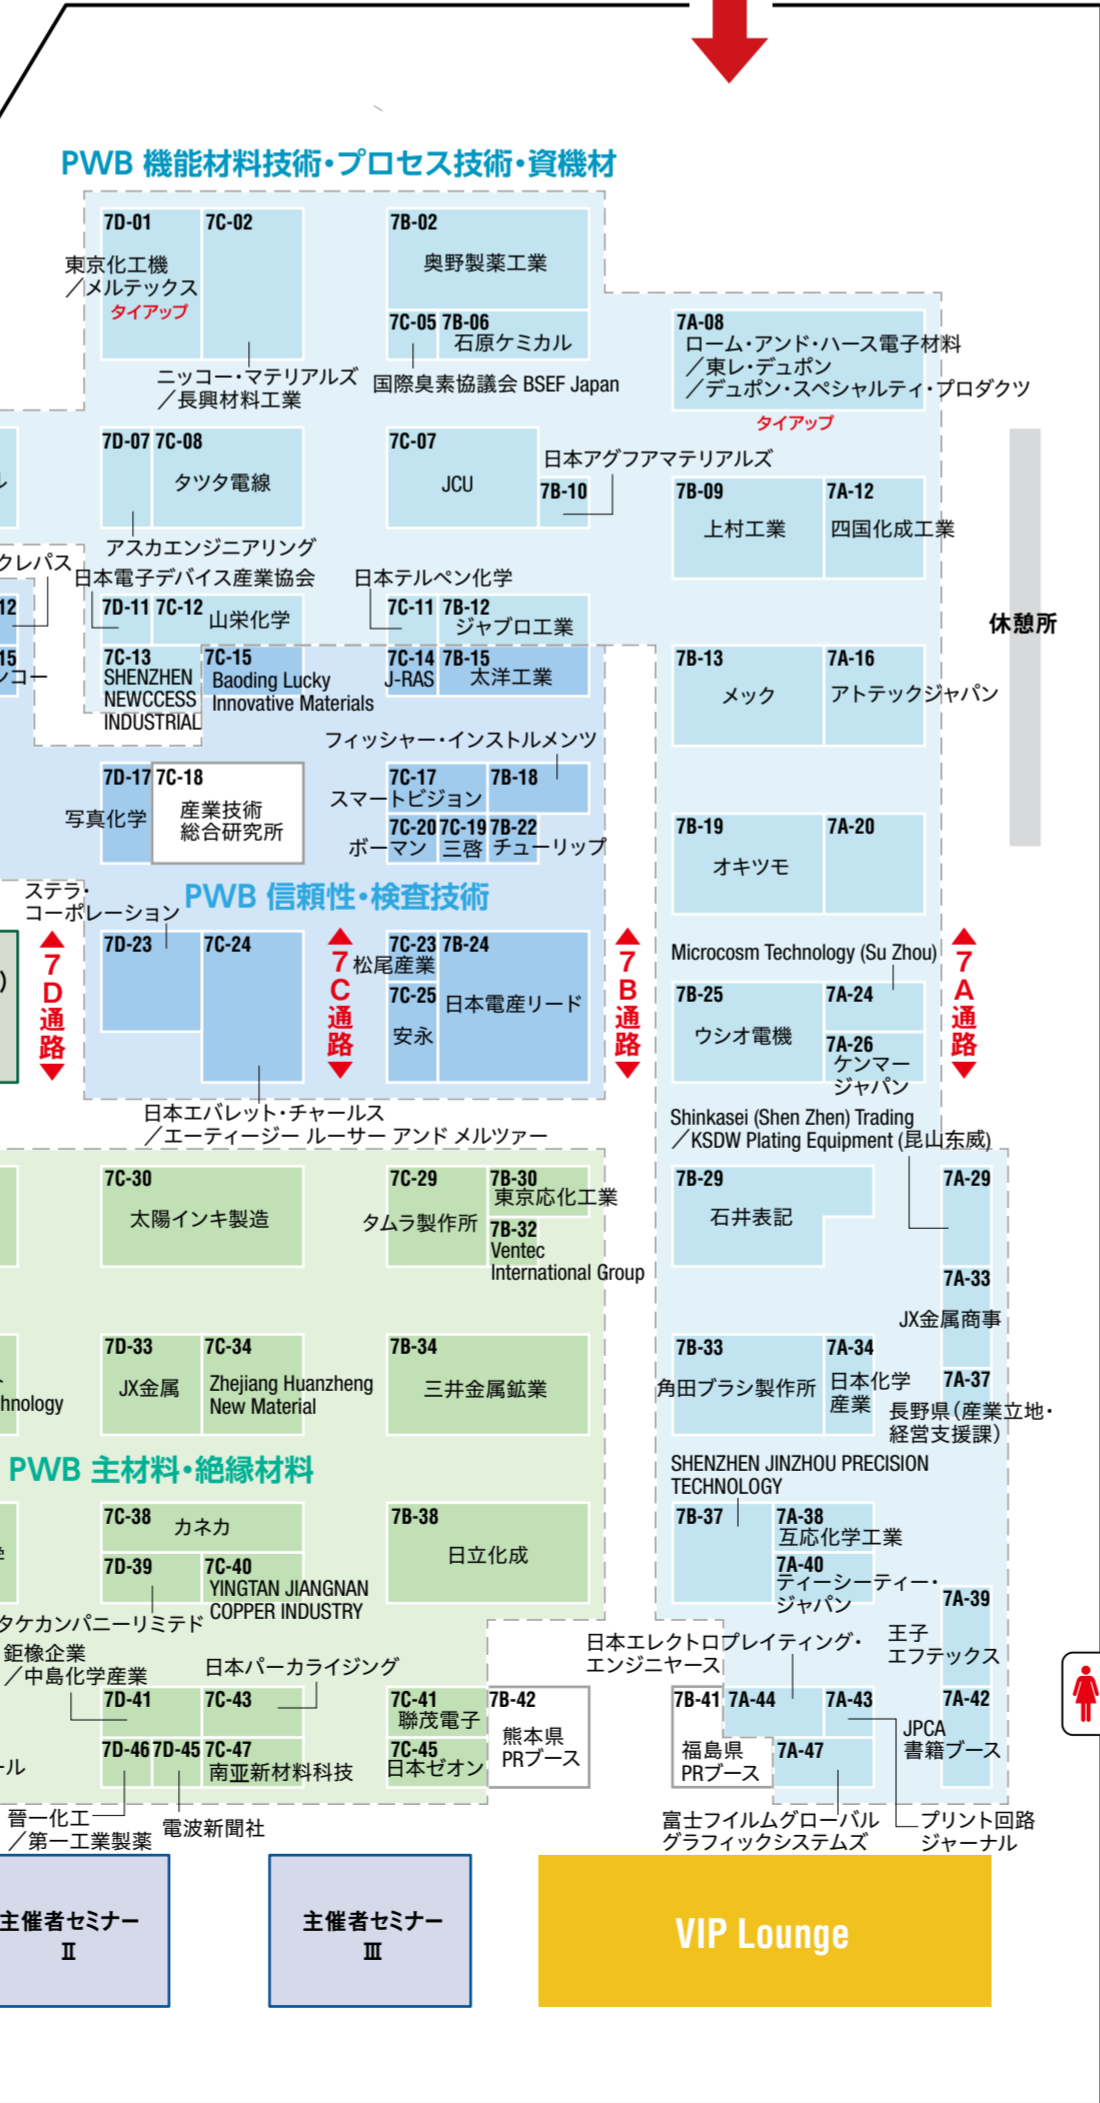 PWB 機能材料技術・プロセス技術・資機材
7D-01
東京化工機
／メルテックス
タイアップ
7C-02
ニッコー・マテリアルズ
／長興材料工業
7B-02
奥野製薬工業
7C-05
国際臭素協議会 BSEF Japan
7B-06
石原ケミカル
7A-08
ローム・アンド・ハース電子材料
／東レ・デュポン
／デュポン・スペシャルティ・プロダクツ
タイアップ
ル
7D-07
アスカエンジニアリング
7C-08
タツタ電線
7C-07
JCU
日本アグフアマテリアルズ
7B-10
7B-09
上村工業
7A-12
四国化成工業
クレパス
12
15
ンコー
日本電子デバイス産業協会
7D-11
7C-12
山栄化学
日本テルペン化学
7C-11
7B-12
ジャブロ工業
休憩所
7C-13
SHENZHEN
NEWCCESS
INDUSTRIAL
7C-15
Baoding Lucky
Innovative Materials
7C-14
J-RAS
7B-15
太洋工業
7B-13
メック
7A-16
アトテックジャパン
フィッシャー・インストルメンツ
7D-17
写真化学
7C-18
産業技術
総合研究所
7C-17
スマートビジョン
7B-18
7C-20
ボーマン
7C-19
三啓
7B-22
チューリップ
7B-19
オキツモ
7A-20
PWB 信頼性・検査技術
ステラ・
コーポレーション
7D-23
7C-24
日本エバレット・チャールス
／エーティージー ルーサー アンド メルツァー
7C-23
松尾産業
7B-24
日本電産リード
7C-25
安永
)
7D通路
7C通路
7B通路
7A通路
Microcosm Technology (Su Zhou)
7B-25
ウシオ電機
7A-24
7A-26
ケンマー
ジャパン
Shinkasei (Shen Zhen) Trading
／KSDW Plating Equipment (昆山东威)
7C-30
太陽インキ製造
7C-29
タムラ製作所
7B-30
東京応化工業
7B-32
Ventec
International Group
7B-29
石井表記
7A-29
7A-33
JX金属商事
hnology
7D-33
JX金属
7C-34
Zhejiang Huanzheng
New Material
7B-34
三井金属鉱業
7B-33
角田ブラシ製作所
7A-34
日本化学
産業
7A-37
長野県（産業立地・
経営支援課）
PWB 主材料・絶縁材料
SHENZHEN JINZHOU PRECISION
TECHNOLOGY
7C-38
カネカ
7D-39
タケカンパニーリミテド
7C-40
YINGTAN JIANGNAN
COPPER INDUSTRY
7B-38
日立化成
7B-37
7A-38
互応化学工業
7A-40
ティーシーティー・
ジャパン
7A-39
王子
エフテックス
鉅橡企業
／中島化学産業
日本パーカライジング
7D-41
7C-43
7C-41
聯茂電子
7B-42
熊本県
PRブース
日本エレクトロプレイティング・
エンジニヤース
7B-41
福島県
PRブース
7A-44
7A-43
7A-42
JPCA
書籍ブース
7D-46
7D-45
7C-47
南亚新材料科技
7C-45
日本ゼオン
7A-47
ール
晉一化工
／第一工業製薬
電波新聞社
富士フイルムグローバル
グラフィックシステムズ
プリント回路
ジャーナル
主催者セミナー
II
主催者セミナー
III
VIP Lounge